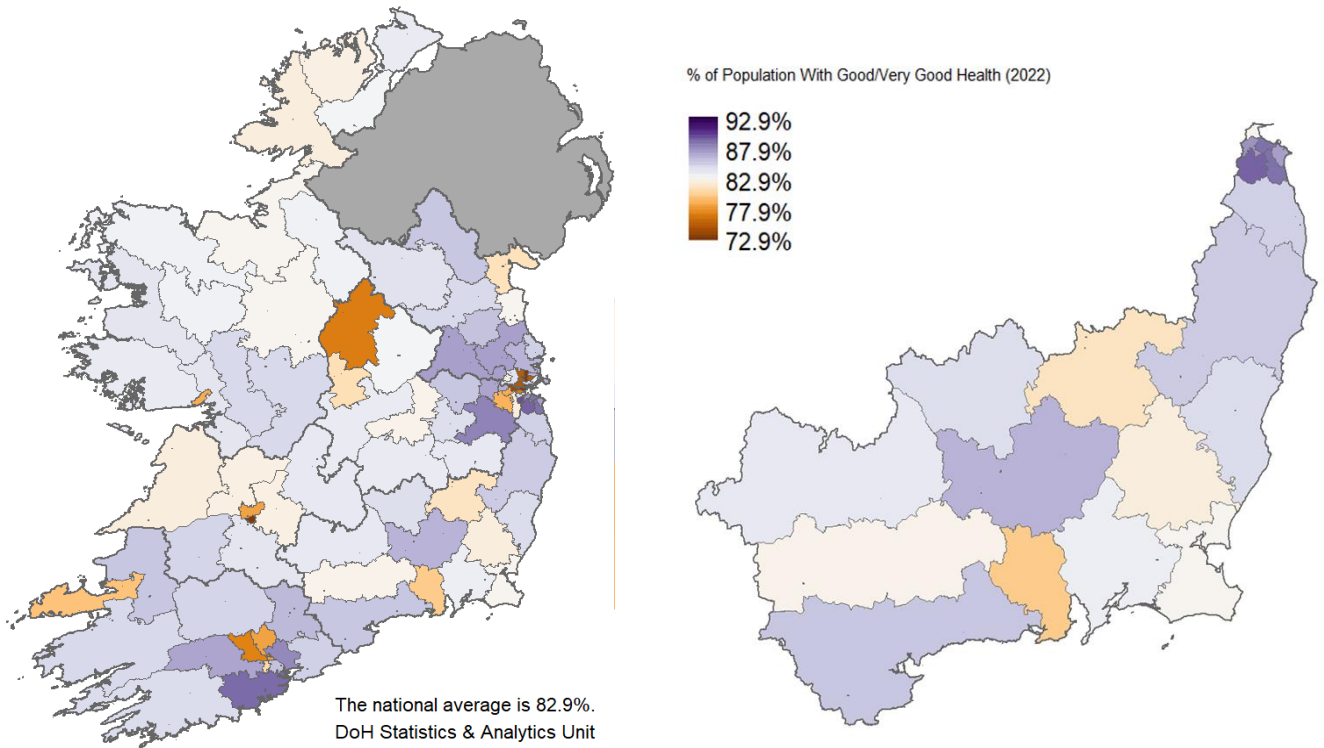 % of Population With Good/Very Good Health (2022)
92.9%
87.9%
82.9%
77.9%
72.9%
The national average is 82.9%.
DoH Statistics & Analytics Unit